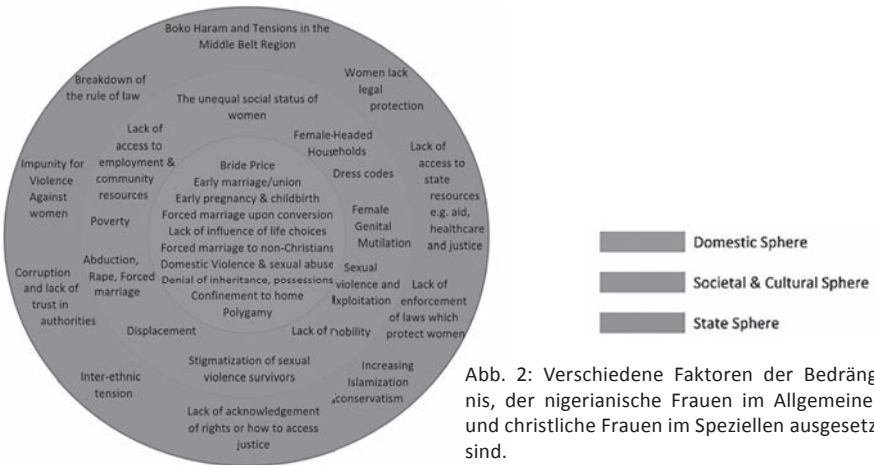 Boko Haram and Tensions in the
Middle Belt Region
Breakdown of
the rule of law
Women lack
legal
protection
The unequal social status of
women
Lack of
access to
employment &
community
resources
Female-Headed
Households
Lack of
access to
state
resources
e.g. aid,
healthcare
and justice
Impunity for
Violence
Against
women
Bride Price
Early marriage/union
Early pregnancy & childbirth
Forced marriage upon conversion
Lack of influence of life choices
Forced marriage to non-Christians
Domestic Violence & sexual abuse
Denial of inheritance, possessions
Confinement to home
Polygamy
Dress codes
Poverty
Female
Genital
Mutilation
Abduction,
Rape, Forced
marriage
Sexual
violence and
xploitation
Corruption
and lack of
trust in
authorities
Lack of
enforcement
of laws which
protect women
Displacement
Lack of mobility
Stigmatization of sexual
violence survivors
Inter-ethnic
tension
Increasing
Islamization
conservatism
Lack of acknowledgement
of rights or how to access
justice
Domestic Sphere
Societal & Cultural Sphere
State Sphere
Abb. 2: Verschiedene Faktoren der Bedräng
nis, der nigerianische Frauen im Allgemeine
und christliche Frauen im Speziellen ausgesetz
sind.